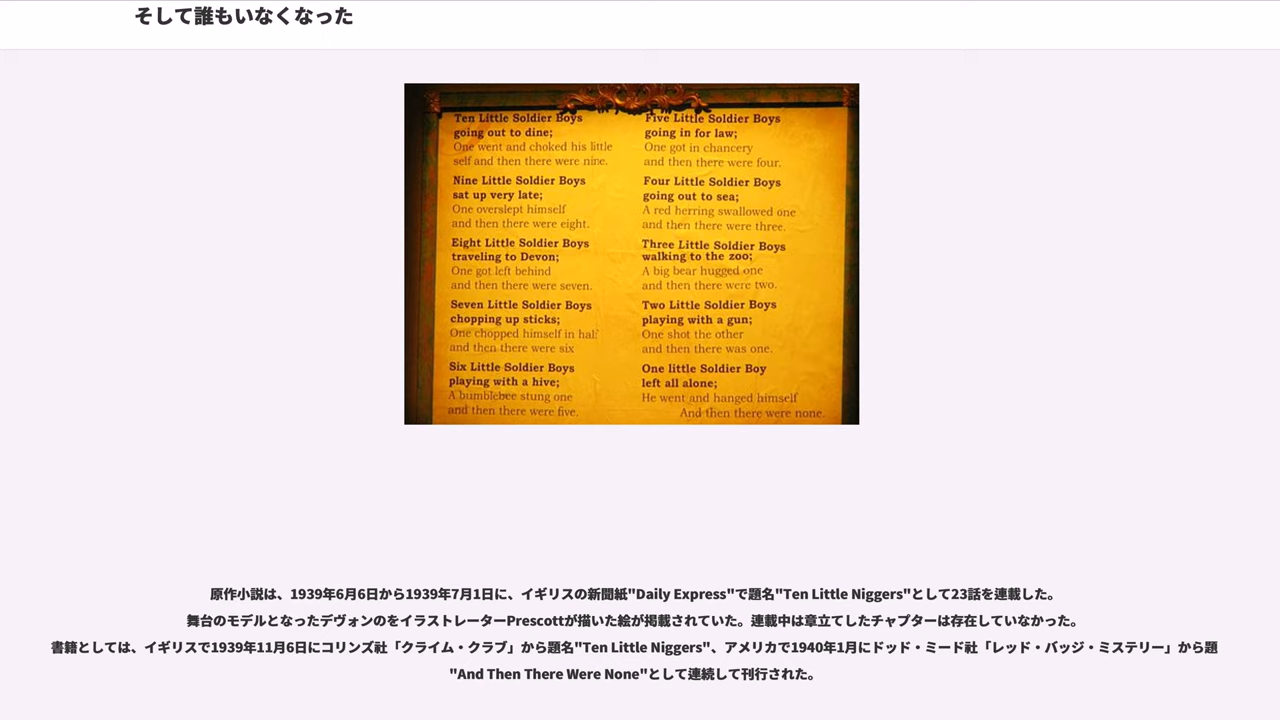 そして誰もいなくなった
Ten Little Soldier Boys
going out to dine;
One went and choked his little
self and then there were nine.
Nine Little Soldier Boys
sat up very late;
One overslept himself
and then there were eight.
Eight Little Soldier Boys
traveling to Devon;
One got left behind
and then there were seven.
Seven Little Soldier Boys
chopping up sticks;
One chopped himself in half
and then there were six
Six Little Soldier Boys
playing with a hive;
A bumblebee stung one
and then there were five.
Five Little Soldier Boys
going in for law;
One got in chancery
and then there were four.
Four Little Soldier Boys
going out to sea;
A red herring swallowed one
and then there were three.
Three Little Soldier Boys
walking to the zoo;
A big bear hugged one
and then there were two.
Two Little Soldier Boys
playing with a gun;
One shot the other
and then there was one.
One little Soldier Boy
left all alone;
He went and hanged himself
And then there were none.
原作小説は、1939年6月6日から1939年7月1日に、イギリスの新聞紙"Daily Express"で題名"Ten Little Niggers"として23話を連載した。
舞台のモデルとなったデヴォンのをイラストレーターPrescottが描いた絵が掲載されていた。連載中は章立てしたチャプターは存在していなかった。
書籍としては、イギリスで1939年11月6日にコリンズ社「クライム・クラブ」から題名"Ten Little Niggers"、アメリカで1940年1月にドッド・ミード社「レッド・バッジ・ミステリー」から題
"And Then There Were None"として連続して刊行された。